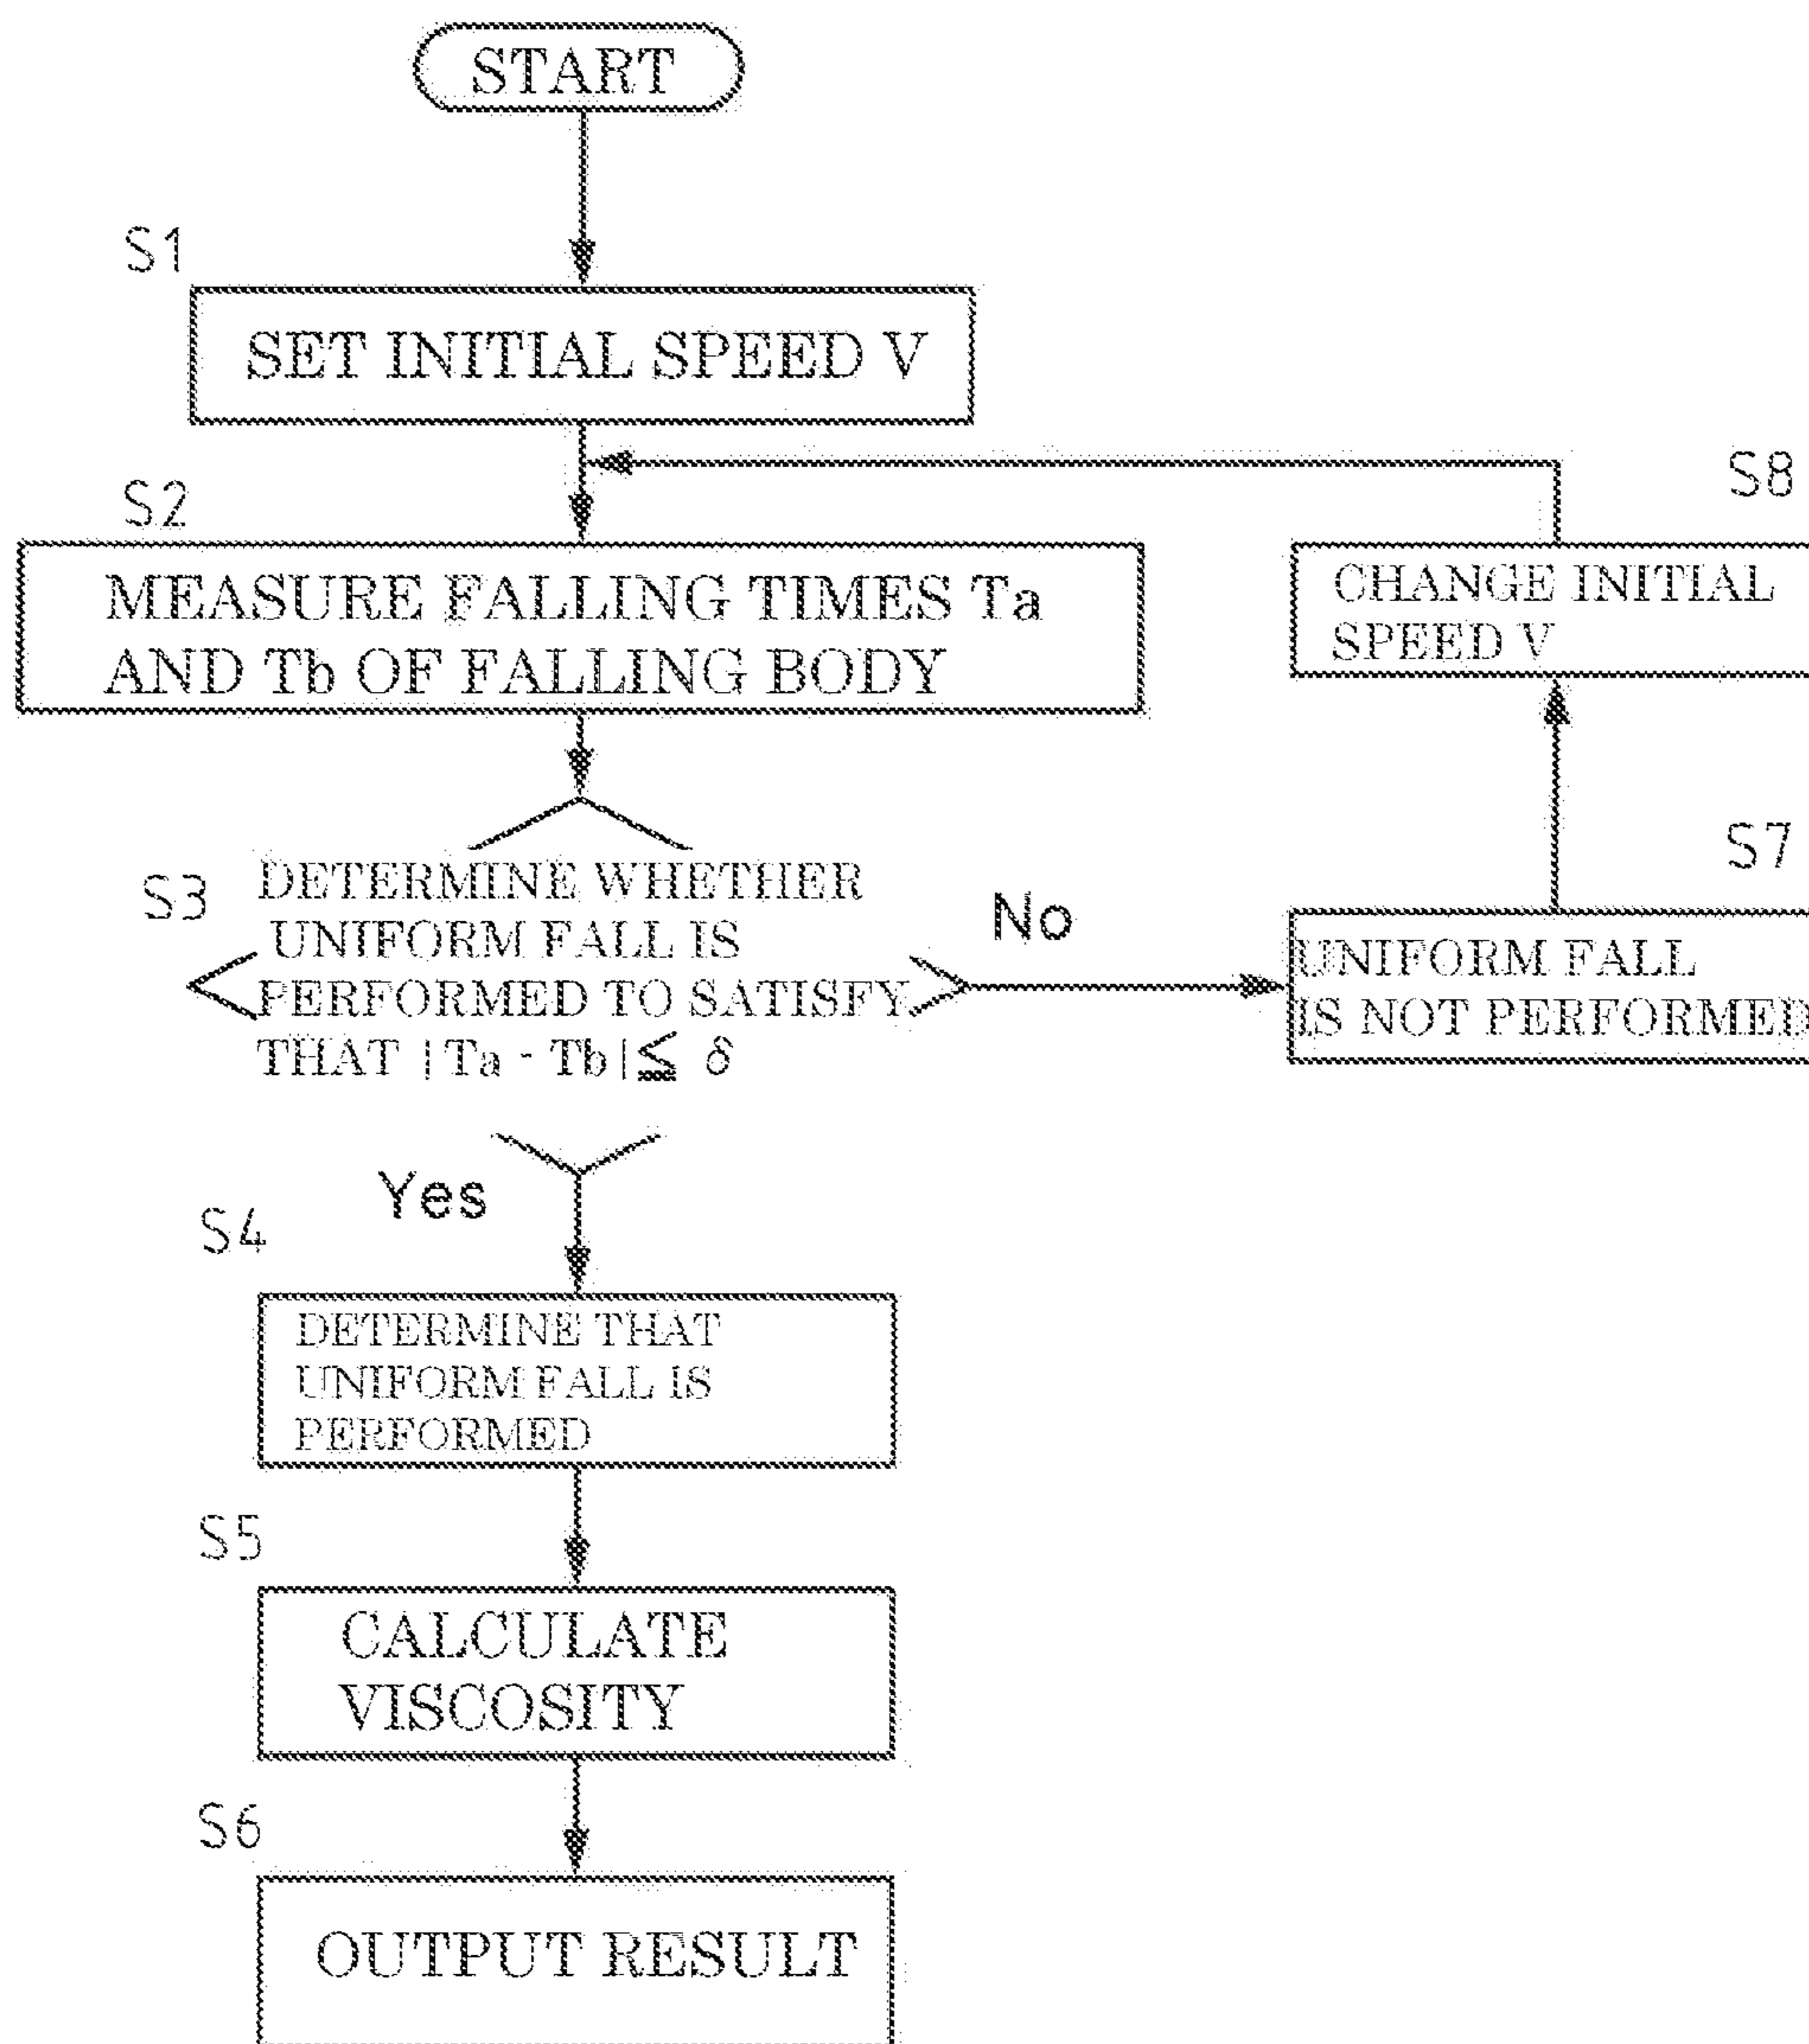 START
S1
SET INITIAL SPEED V
S2
MEASURE FALLING TIMES Ta
AND Tb OF FALLING BODY
S8
CHANGE INITIAL
SPEED V
S3
DETERMINE WHETHER
UNIFORM FALL IS
PERFORMED TO SATISFY
THAT |Ta - Tb|≦ δ
No
S7
UNIFORM FALL
IS NOT PERFORMED
Yes
S4
DETERMINE THAT
UNIFORM FALL IS
PERFORMED
S5
CALCULATE
VISCOSITY
S6
OUTPUT RESULT